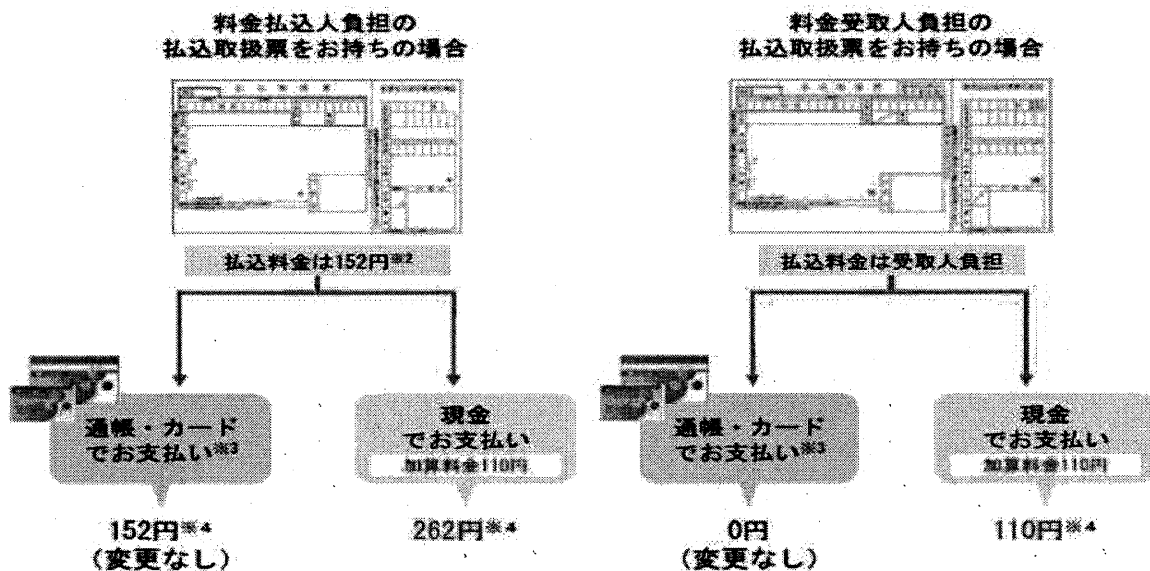 料金払込人負担の
払込取扱票をお持ちの場合
払込料金は152円※2
通帳・カード
でお支払い※3
152円※4
(変更なし)
現金
でお支払い
加算料金110円
262円※4
料金受取人負担の
払込取扱票をお持ちの場合
払込料金は受取人負担
通帳・カード
でお支払い※3
0円
(変更なし)
現金
でお支払い
加算料金110円
110円※4